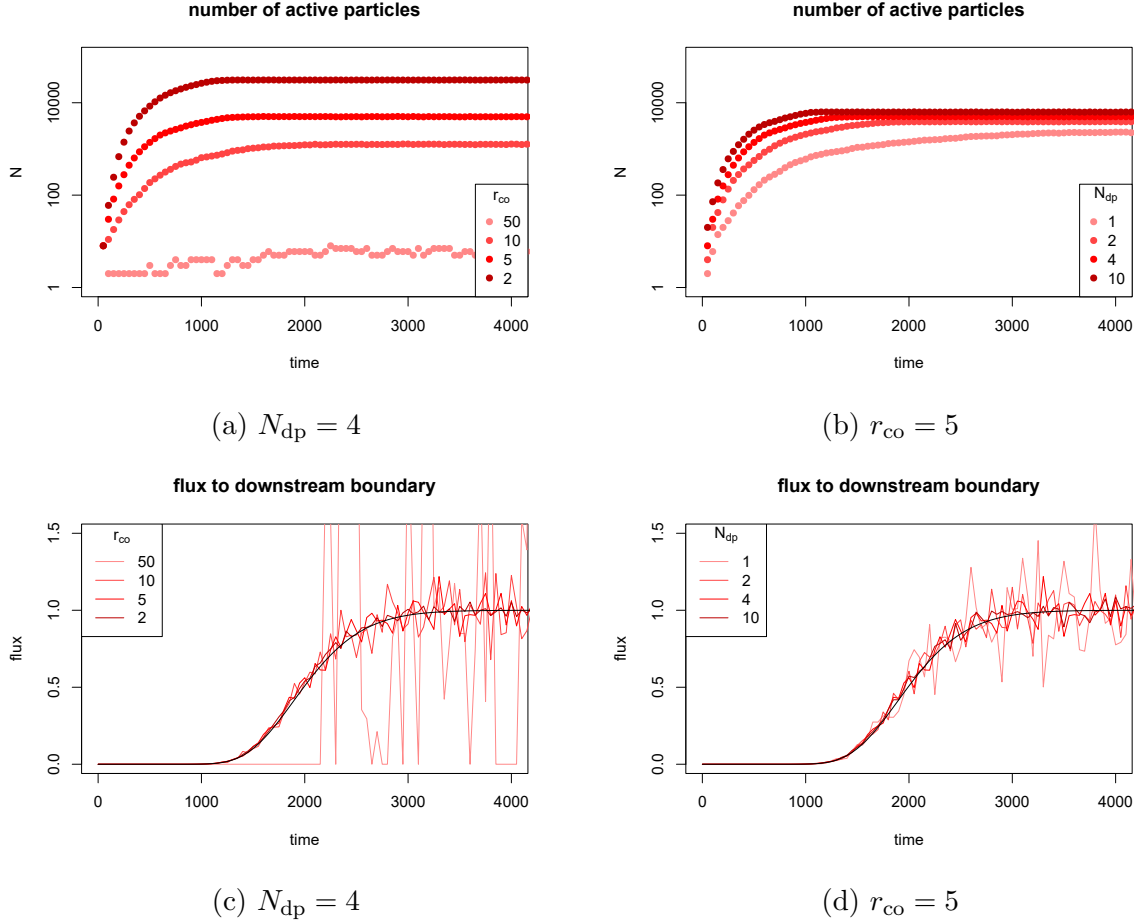 number of active particles
N
1
100
10000
0
1000
2000
3000
4000
time
r_co
50
10
5
2
(a) N_dp = 4
number of active particles
N
1
100
10000
0
1000
2000
3000
4000
time
N_dp
1
2
4
10
(b) r_co = 5
flux to downstream boundary
flux
0.0
0.5
1.0
1.5
0
1000
2000
3000
4000
time
r_co
50
10
5
2
(c) N_dp = 4
flux to downstream boundary
flux
0.0
0.5
1.0
1.5
0
1000
2000
3000
4000
time
N_dp
1
2
4
10
(d) r_co = 5